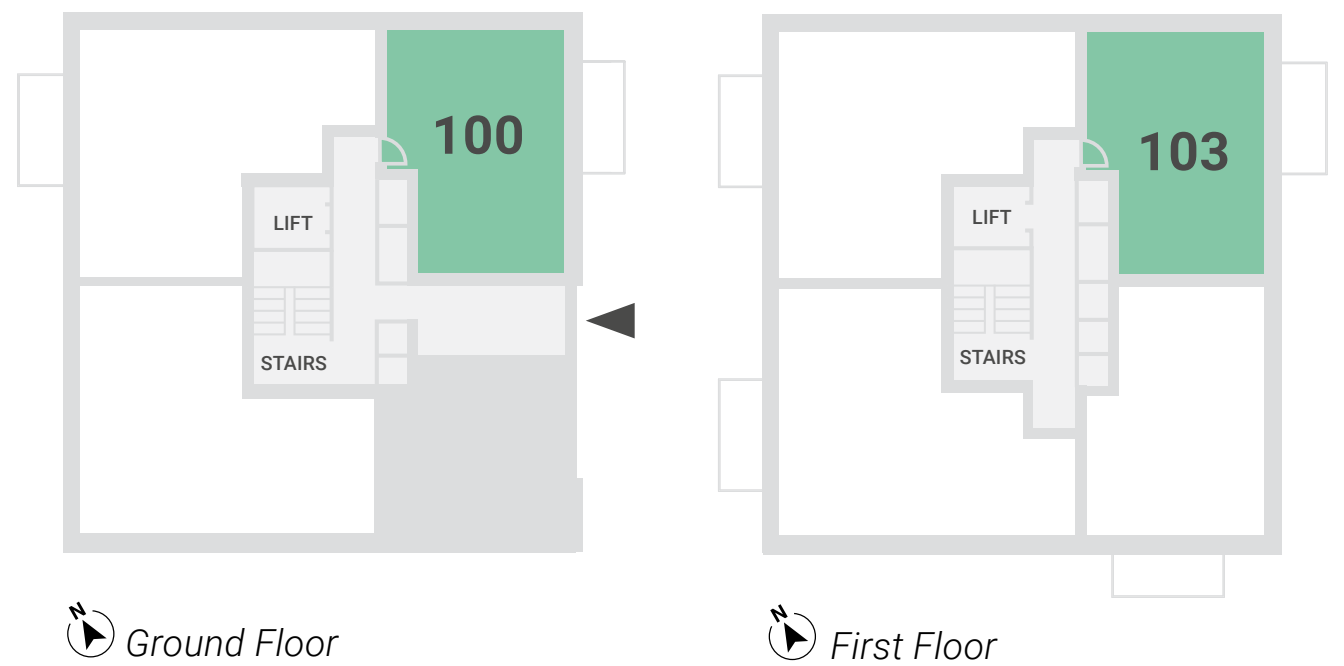 100
LIFT
STAIRS
N
Ground Floor
103
LIFT
STAIRS
N
First Floor